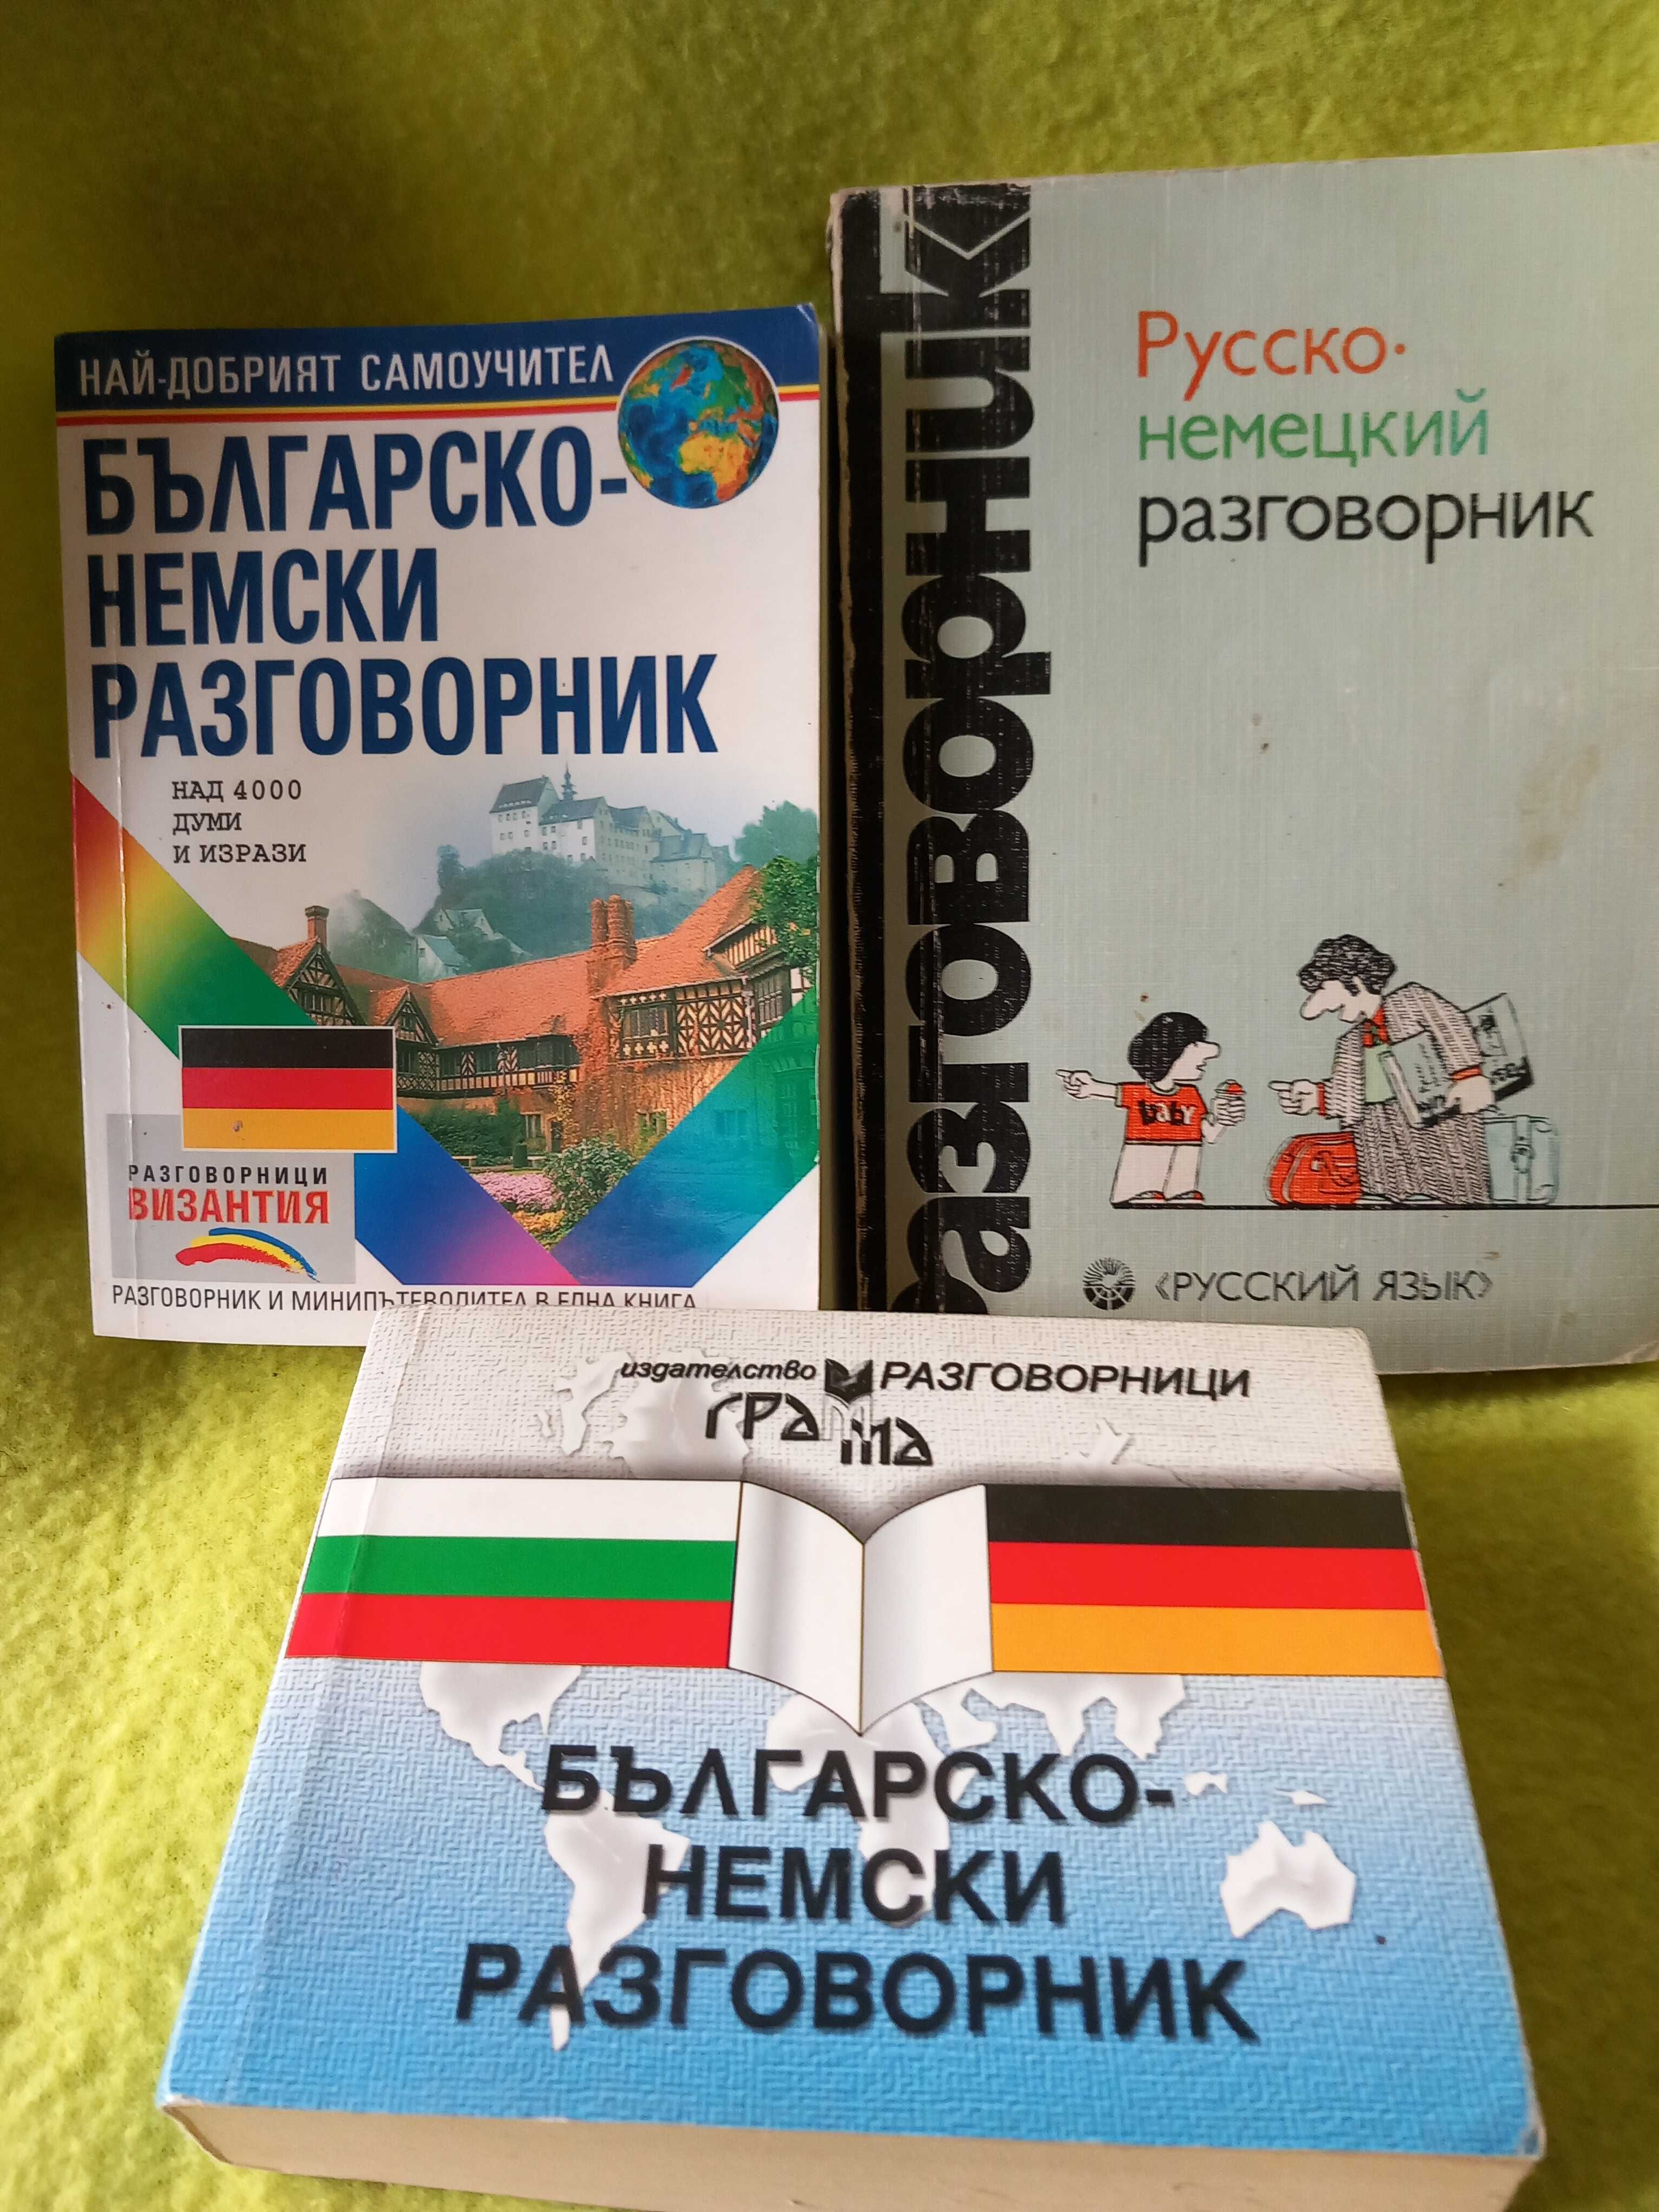 НАЙ-ДОБРИЯТ САМОУЧИТЕЛ
БЪЛГАРСКО-
НЕМСКИ
РАЗГОВОРНИК
НАД 4000
ДУМИ
И ИЗРАЗИ
РАЗГОВОРНИЦИ
ВИЗАНТИЯ
РАЗГОВОРНИК И МИНИПЪТЕВОДИТЕЛ В ЕДНА КНИГА
Разговорник
Русско-
немецкий
разговорник
baby
«РУССКИЙ ЯЗЫК»
издателство
ГРАММА
РАЗГОВОРНИЦИ
БЪЛГАРСКО-
НЕМСКИ
РАЗГОВОРНИК